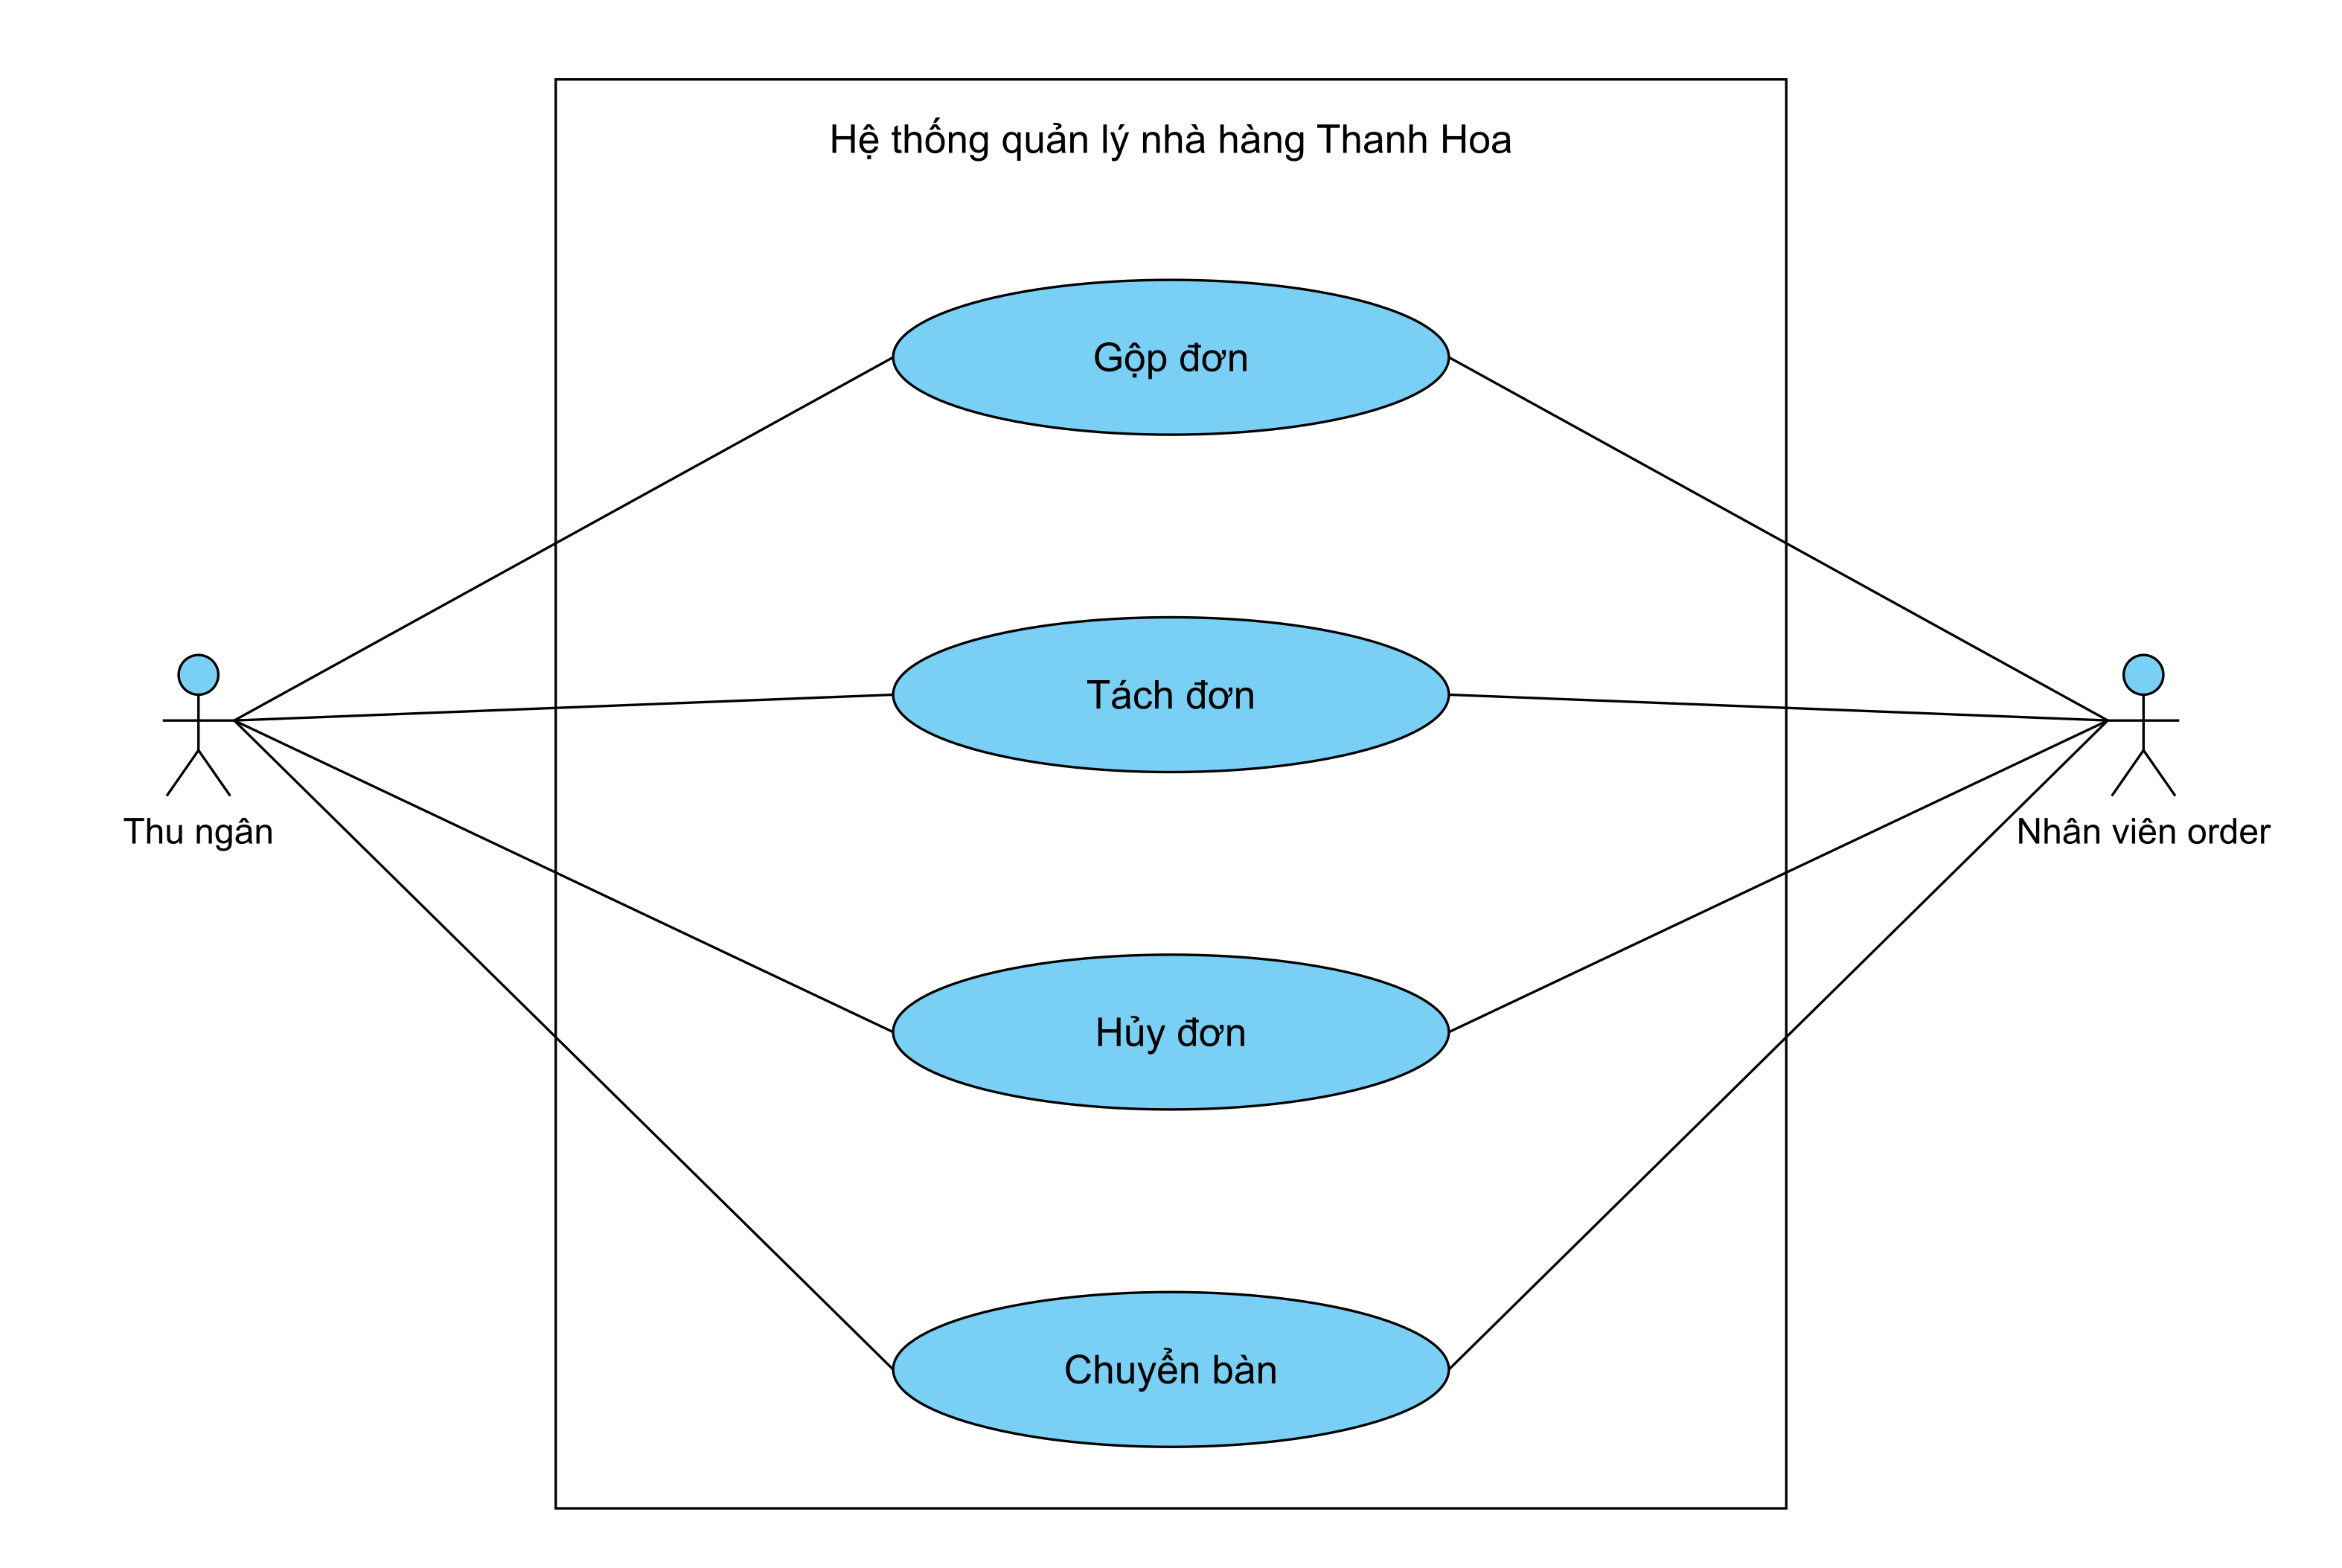 Hệ thống quản lý nhà hàng Thanh Hoa
Gộp đơn
Tách đơn
Thu ngân
Nhân viên order
Hủy đơn
Chuyển bàn